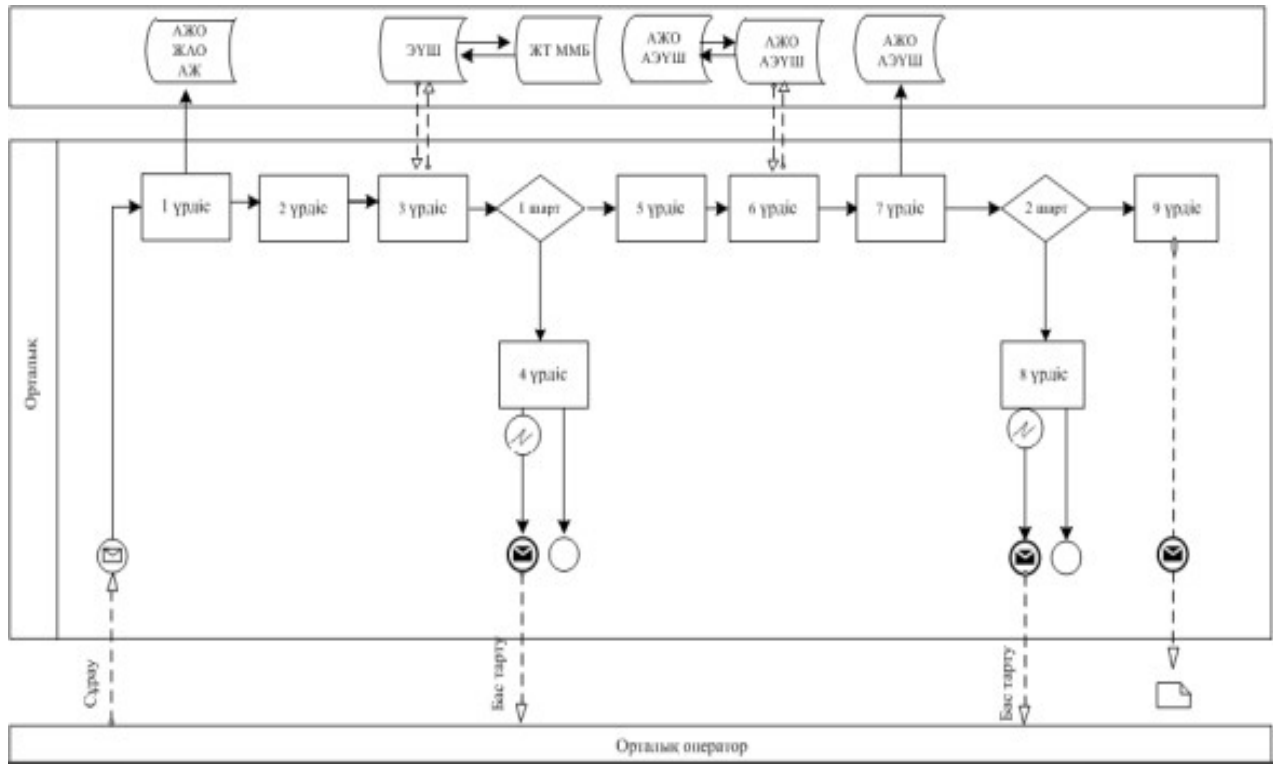 АЖО
ЖЛО
АЖ
ЭҮШ
ЖТ ММБ
АЖО
АЭҮШ
АЖО
АЭҮШ
АЖО
АЭҮШ
Орталық
1 үрдіс
2 үрдіс
3 үрдіс
1 шарт
5 үрдіс
6 үрдіс
7 үрдіс
2 шарт
9 үрдіс
4 үрдіс
8 үрдіс
Сұрау
Бас тарту
Бас тарту
Орталық оператор